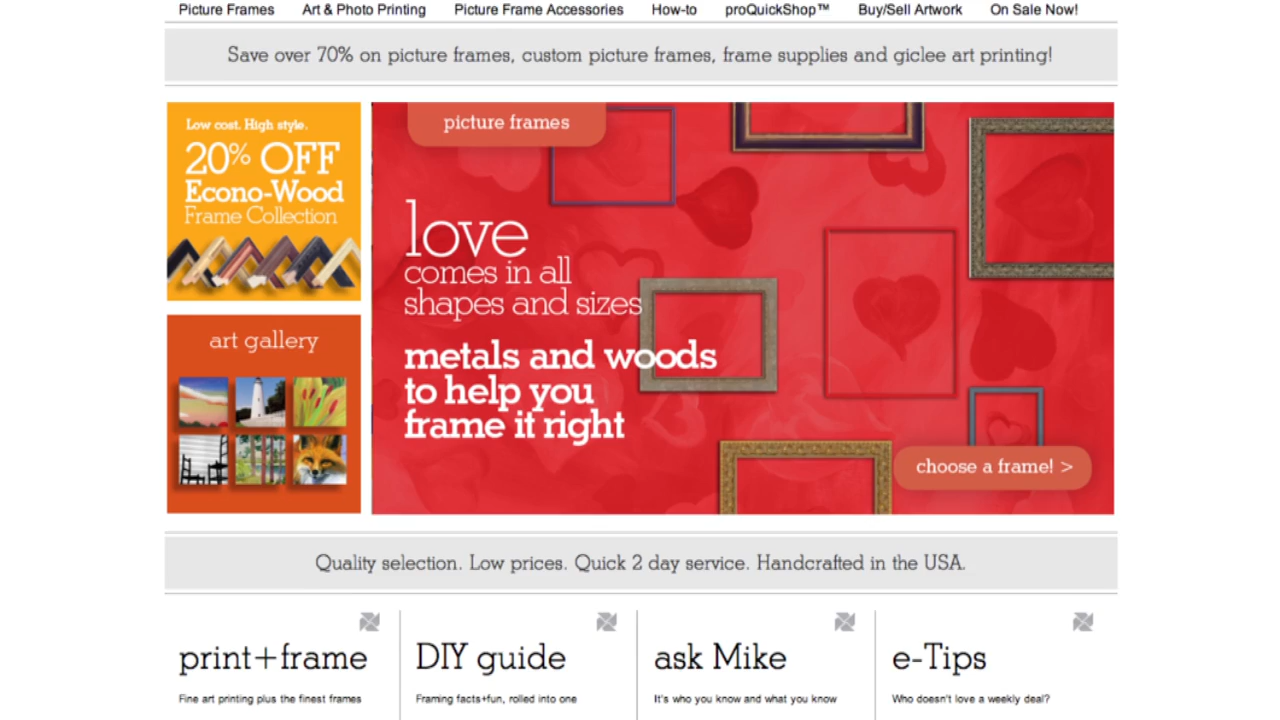 Picture Frames Art & Photo Printing Picture Frame Accessories How-to proQuickShop™ Buy/Sell Artwork On Sale Now!
Save over 70% on picture frames, custom picture frames, frame supplies and giclee art printing!
Low cost. High style.
20% OFF
Econo-Wood
Frame Collection
art gallery
picture frames
love
comes in all
shapes and sizes
metals and woods
to help you
frame it right
choose a frame! >
Quality selection. Low prices. Quick 2 day service. Handcrafted in the USA.
print+frame
Fine art printing plus the finest frames
DIY guide
Framing facts+fun, rolled into one
ask Mike
It's who you know and what you know
e-Tips
Who doesn't love a weekly deal?